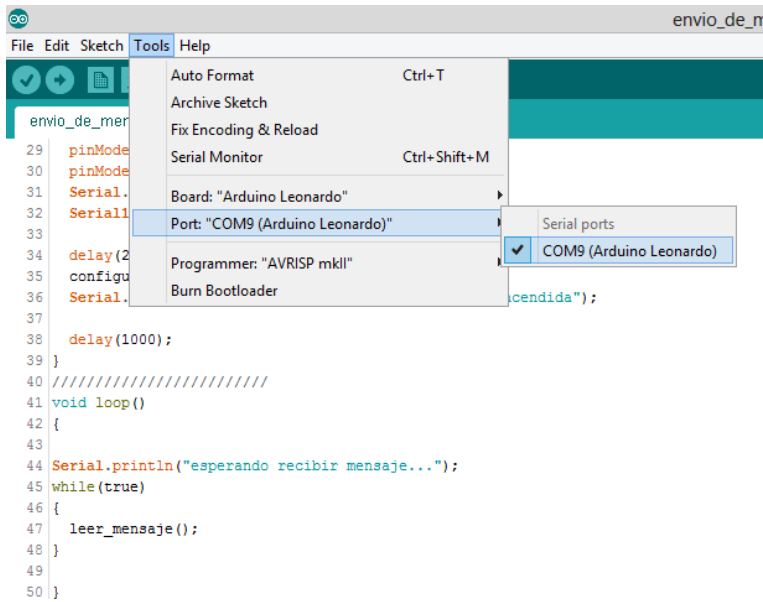 envio_de_m
File Edit Sketch Tools Help
Auto Format Ctrl+T
Archive Sketch
envio_de_mer
Fix Encoding & Reload
29 pinMode
Serial Monitor Ctrl+Shift+M
30 pinMode
31 Serial.
Board: "Arduino Leonardo"
32 Serial1
Port: "COM9 (Arduino Leonardo)"
Serial ports
33
COM9 (Arduino Leonardo)
34 delay(2
Programmer: "AVRISP mkII"
35 configu
Burn Bootloader
36 Serial. cendida");
37
38 delay(1000);
39 }
40 /////////////////////////
41 void loop()
42 {
43
44 Serial.println("esperando recibir mensaje...");
45 while(true)
46 {
47 leer_mensaje();
48 }
49
50 }